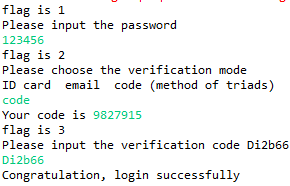 flag is 1
Please input the password
123456
flag is 2
Please choose the verification mode
ID card  email  code (method of triads)
code
Your code is 9827915
flag is 3
Please input the verification code Di2b66
Di2b66
Congratulation, login successfully